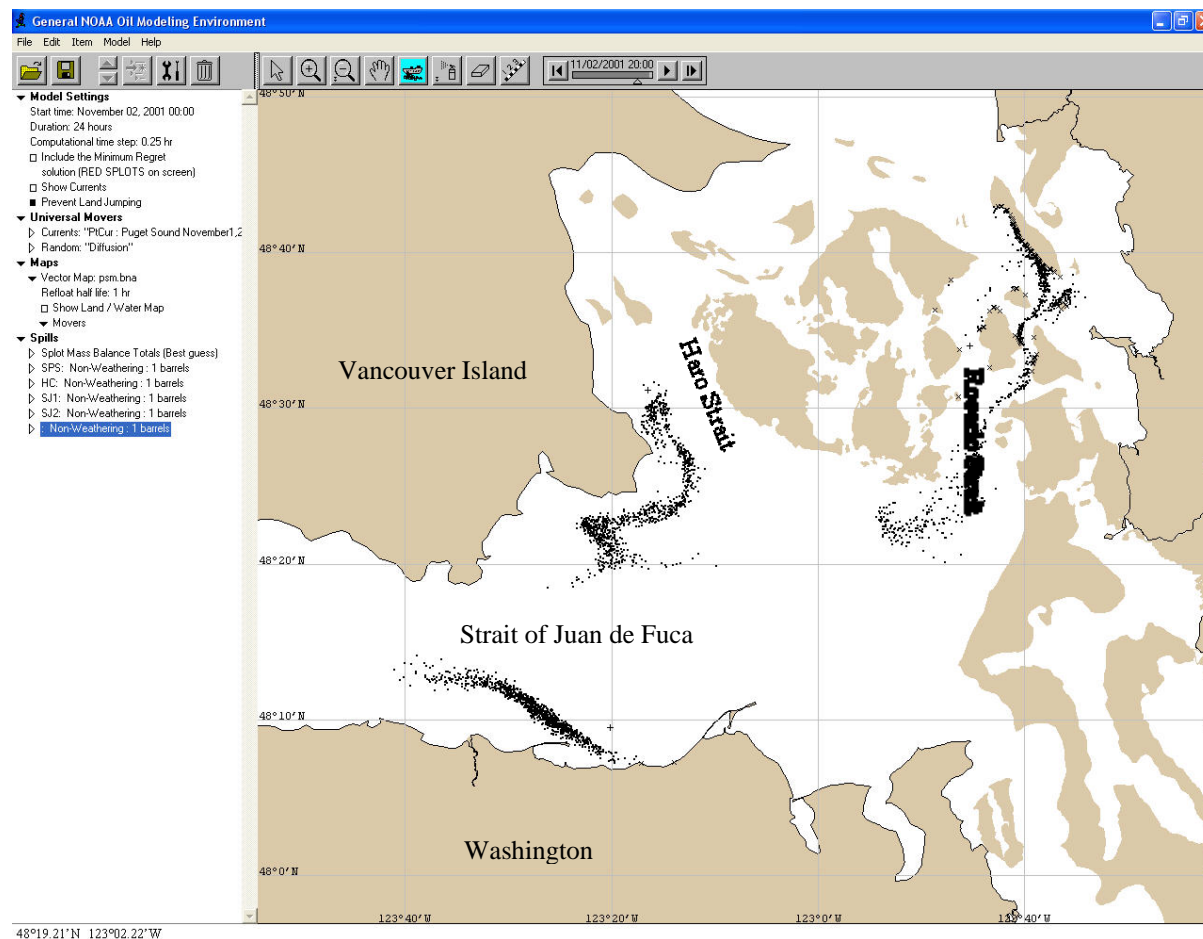 General NOAA Oil Modeling Environment
File Edit Item Model Help
11/02/2001 20:00
Model Settings
Start time: November 02, 2001 00:00
Duration: 24 hours
Computational time step: 0.25 hr
Include the Minimum Regret
solution (RED SPLOTS on screen)
Show Currents
Prevent Land Jumping
Universal Movers
Currents: "PtCur : Puget Sound November1,2
Random: "Diffusion"
Maps
Vector Map: psm.bna
Refloat half life: 1 hr
Show Land / Water Map
Movers
Spills
Splot Mass Balance Totals (Best guess)
SPS: Non-Weathering : 1 barrels
HC: Non-Weathering : 1 barrels
SJ1: Non-Weathering : 1 barrels
SJ2: Non-Weathering : 1 barrels
: Non-Weathering : 1 barrels
48°50'N
48°40'N
48°30'N
48°20'N
48°10'N
48°0'N
Vancouver Island
Haro Strait
Strait of Juan de Fuca
Washington
123°40'W
123°20'W
123°0'W
48°19.21'N 123°02.22'W